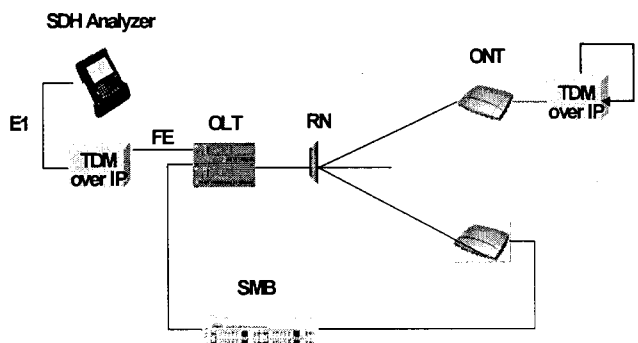 SDH Analyzer
ONT
TDM
over IP
E1
FE
OLT
RN
TDM
over IP
SMB